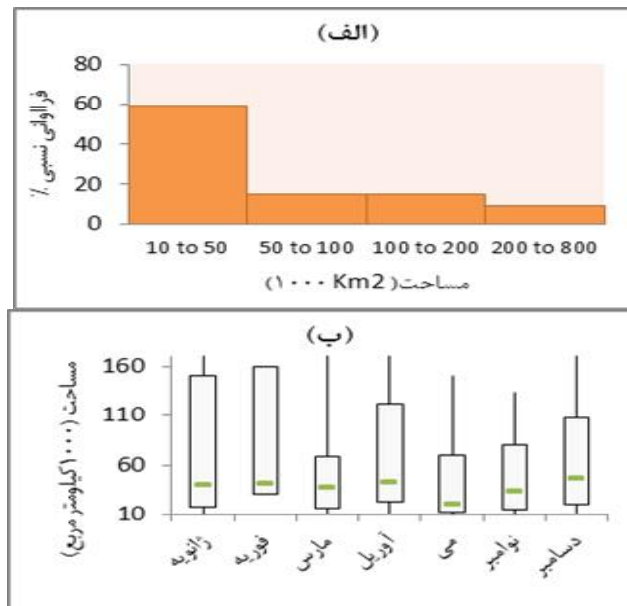 (الف)
فراوانی نسبی ٪
80
60
40
20
0
10 to 50 50 to 100 100 to 200 200 to 800
مساحت (۱۰۰۰ Km2)
(ب)
مساحت (۱۰۰۰ کیلومتر مربع)
160
110
60
10
ژانویه فوریه مارس آوریل می نوامبر دسامبر